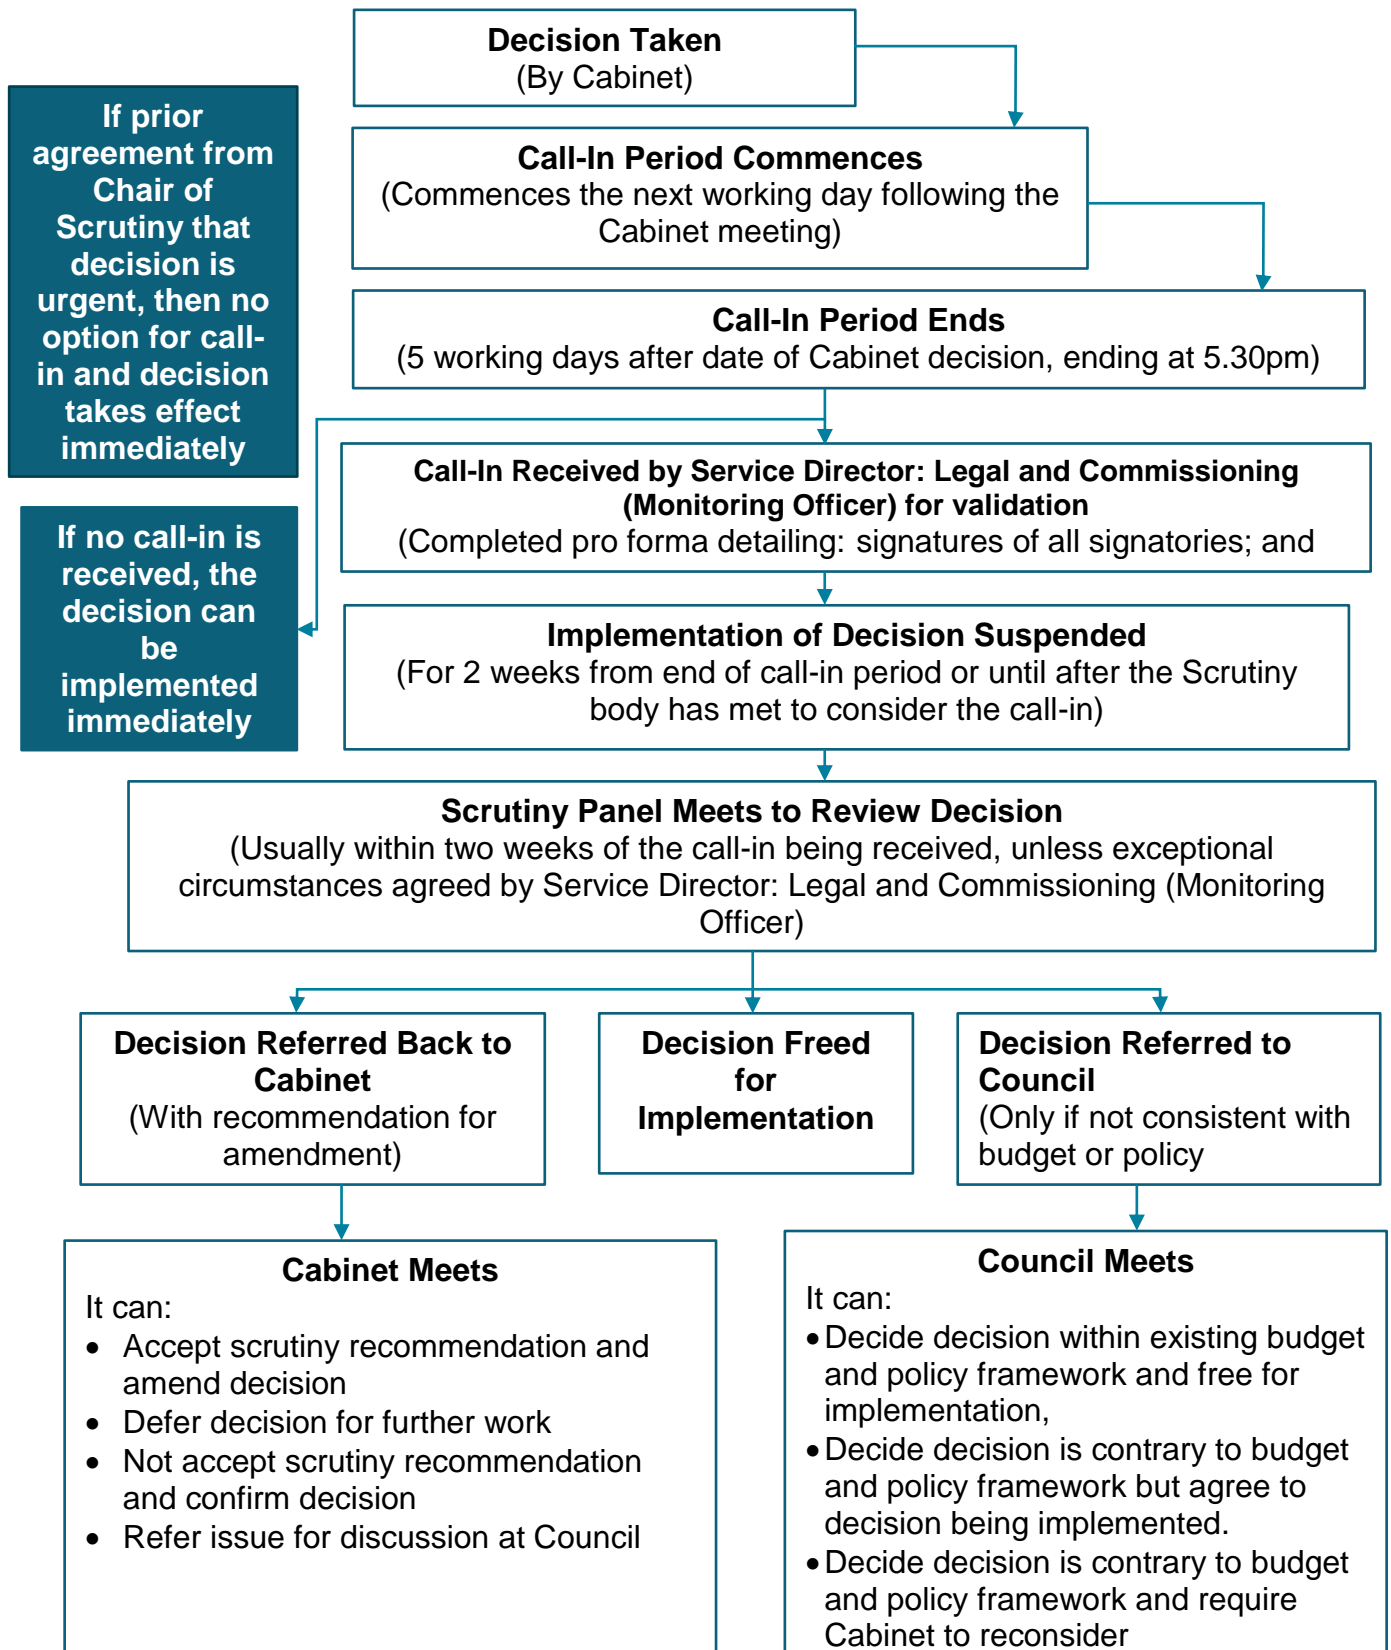 Decision Taken
(By Cabinet)
If prior
agreement from
Chair of
Scrutiny that
decision is
urgent, then no
option for call-
in and decision
takes effect
immediately
Call-In Period Commences
(Commences the next working day following the
Cabinet meeting)
Call-In Period Ends
(5 working days after date of Cabinet decision, ending at 5.30pm)
Call-In Received by Service Director: Legal and Commissioning
(Monitoring Officer) for validation
(Completed pro forma detailing: signatures of all signatories; and
If no call-in is
received, the
decision can
be
implemented
immediately
Implementation of Decision Suspended
(For 2 weeks from end of call-in period or until after the Scrutiny
body has met to consider the call-in)
Scrutiny Panel Meets to Review Decision
(Usually within two weeks of the call-in being received, unless exceptional
circumstances agreed by Service Director: Legal and Commissioning (Monitoring
Officer)
Decision Referred Back to
Cabinet
(With recommendation for
amendment)
Decision Freed
for
Implementation
Decision Referred to
Council
(Only if not consistent with
budget or policy
Cabinet Meets
It can:
• Accept scrutiny recommendation and
amend decision
• Defer decision for further work
• Not accept scrutiny recommendation
and confirm decision
• Refer issue for discussion at Council
Council Meets
It can:
• Decide decision within existing budget
and policy framework and free for
implementation,
• Decide decision is contrary to budget
and policy framework but agree to
decision being implemented.
• Decide decision is contrary to budget
and policy framework and require
Cabinet to reconsider